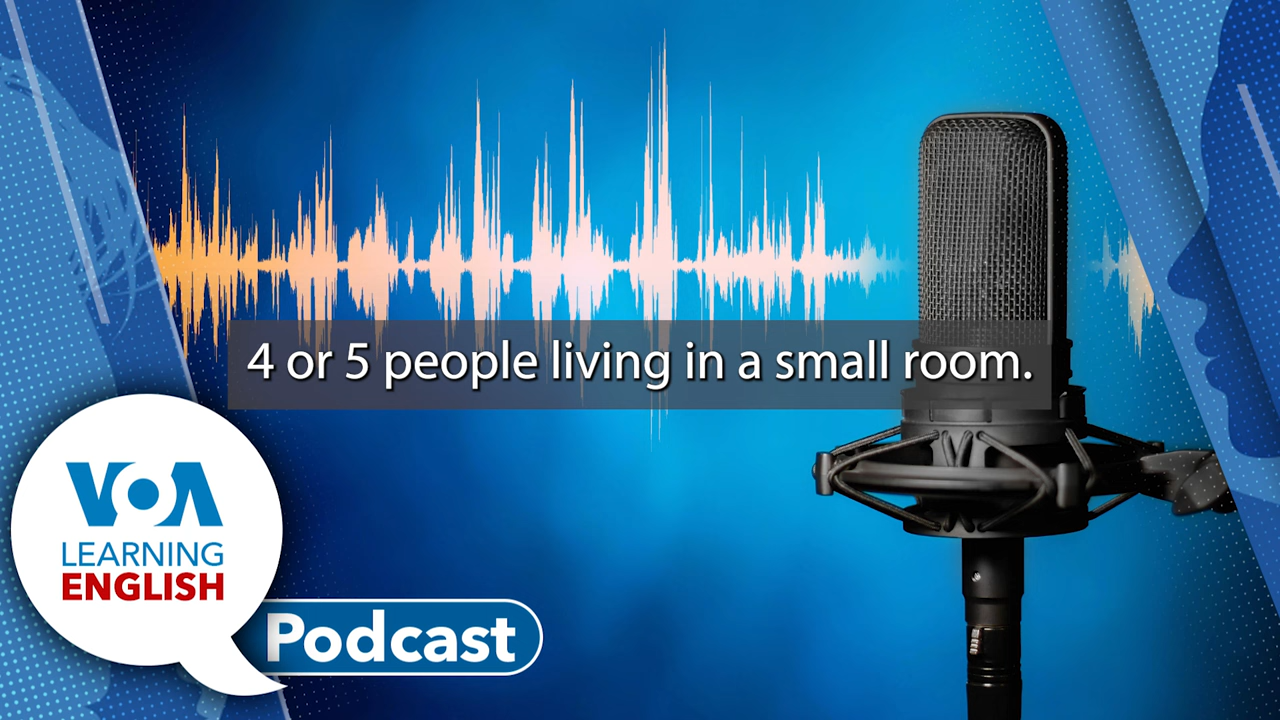 4 or 5 people living in a small room.
VOA
LEARNING
ENGLISH
Podcast